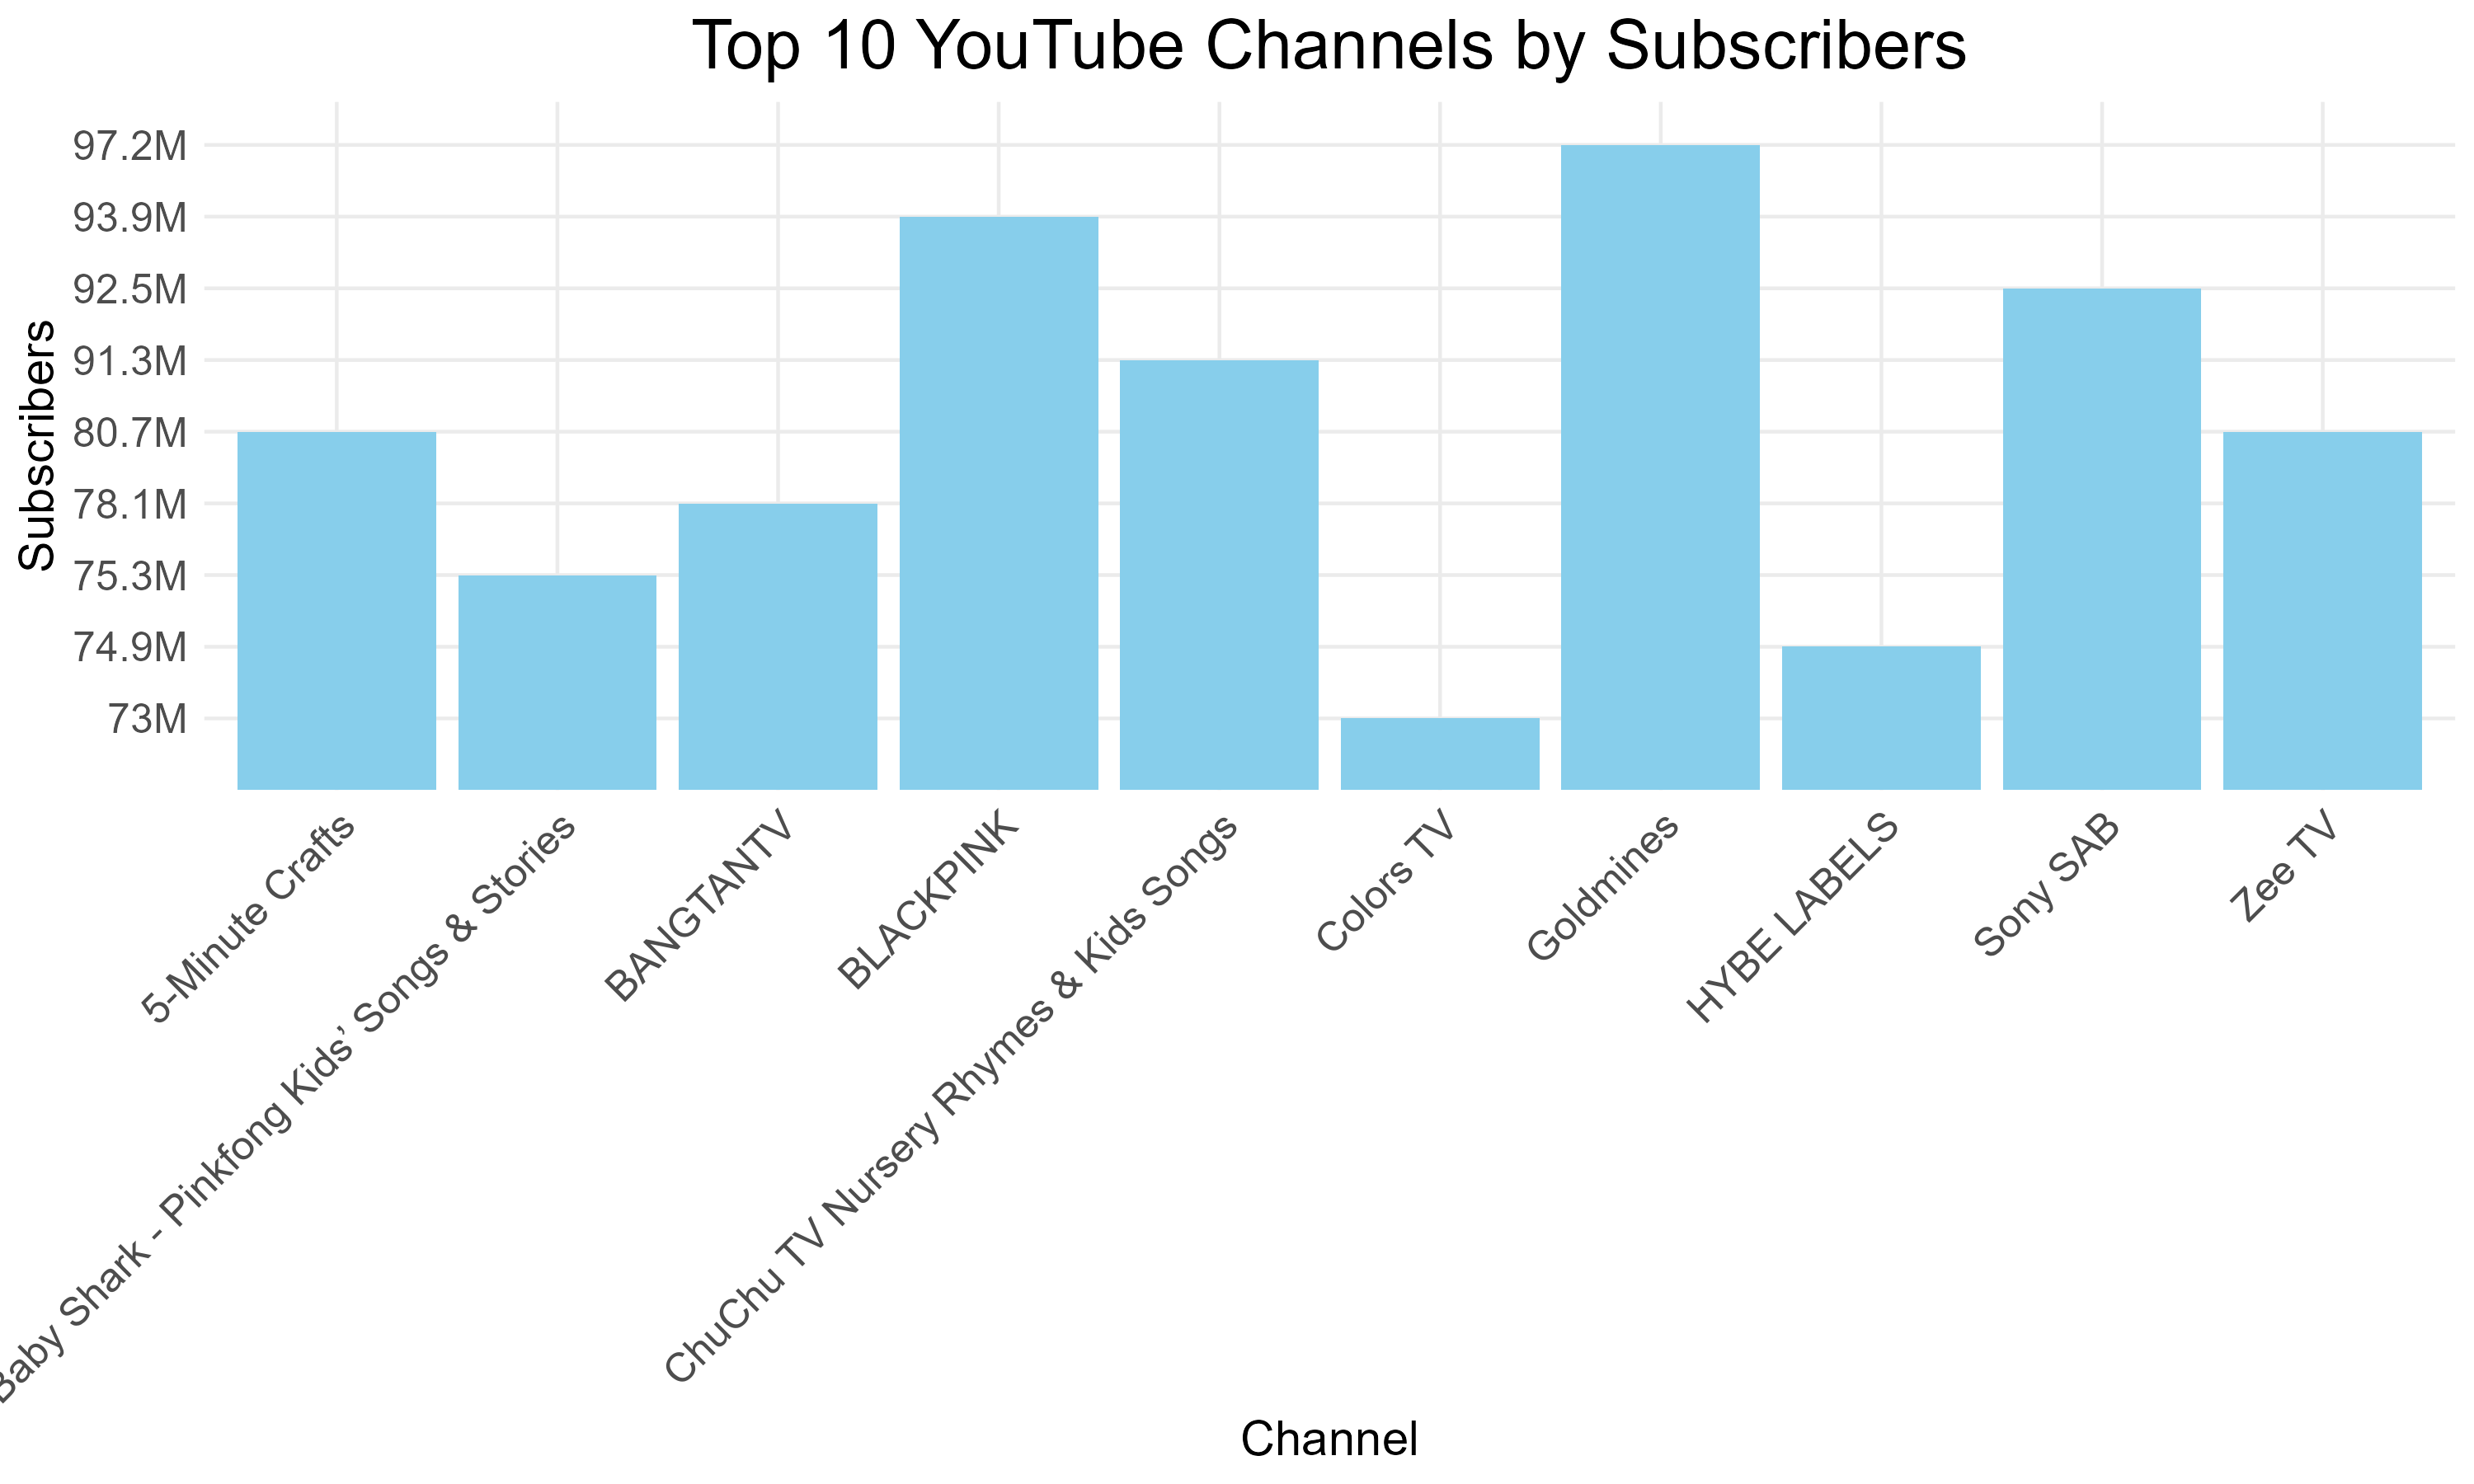 Top 10 YouTube Channels by Subscribers
Subscribers
97.2M
93.9M
92.5M
91.3M
80.7M
78.1M
75.3M
74.9M
73M
5-Minute Crafts
Baby Shark - Pinkfong Kids’ Songs & Stories
BANGTANTV
BLACKPINK
ChuChu TV Nursery Rhymes & Kids Songs
Colors TV
Goldmines
HYBE LABELS
Sony SAB
Zee TV
Channel